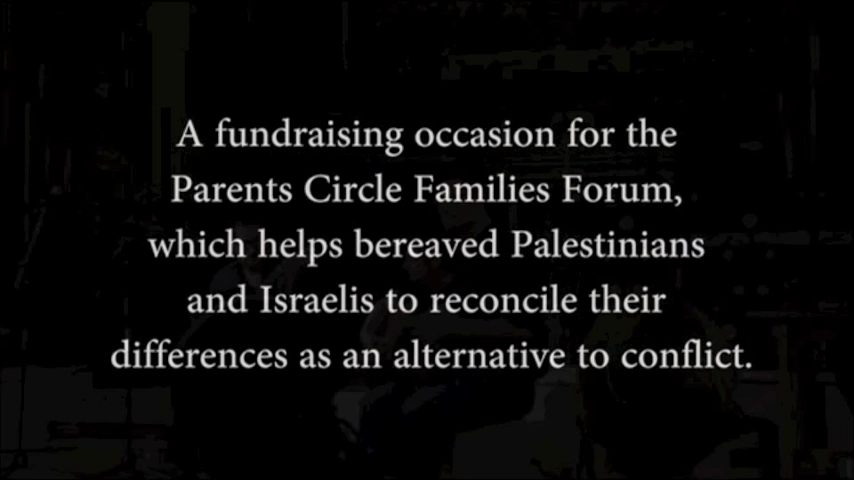 A fundraising occasion for the
Parents Circle Families Forum,
which helps bereaved Palestinians
and Israelis to reconcile their
differences as an alternative to conflict.